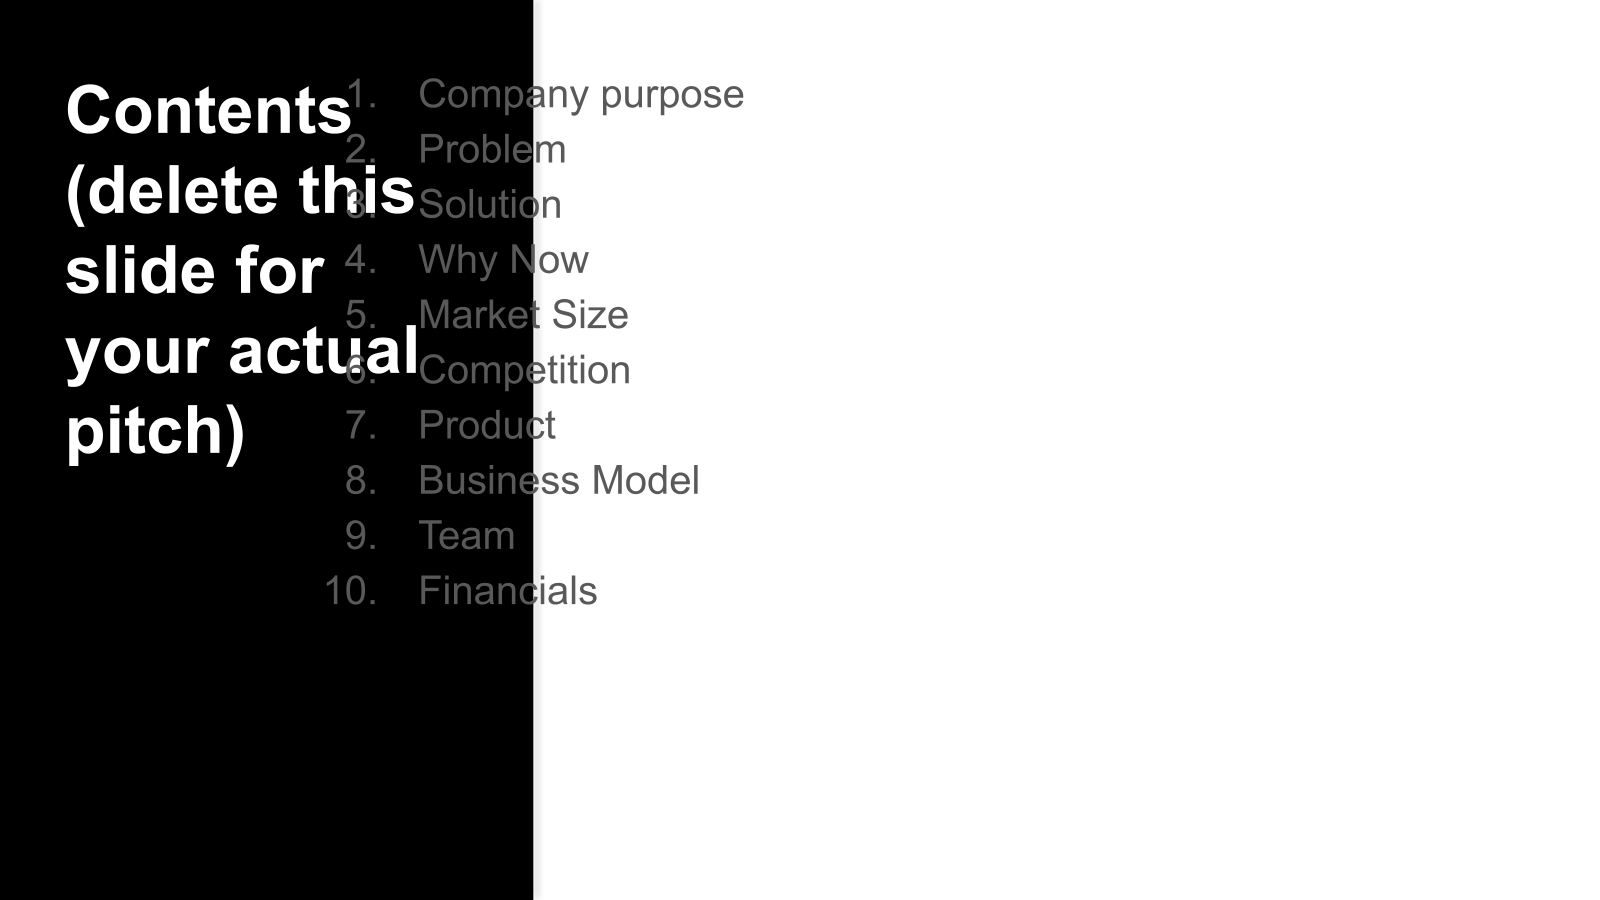 Contents
(delete this
slide for
your actual
pitch)
1. Company purpose
2. Problem
3. Solution
4. Why Now
5. Market Size
6. Competition
7. Product
8. Business Model
9. Team
10. Financials